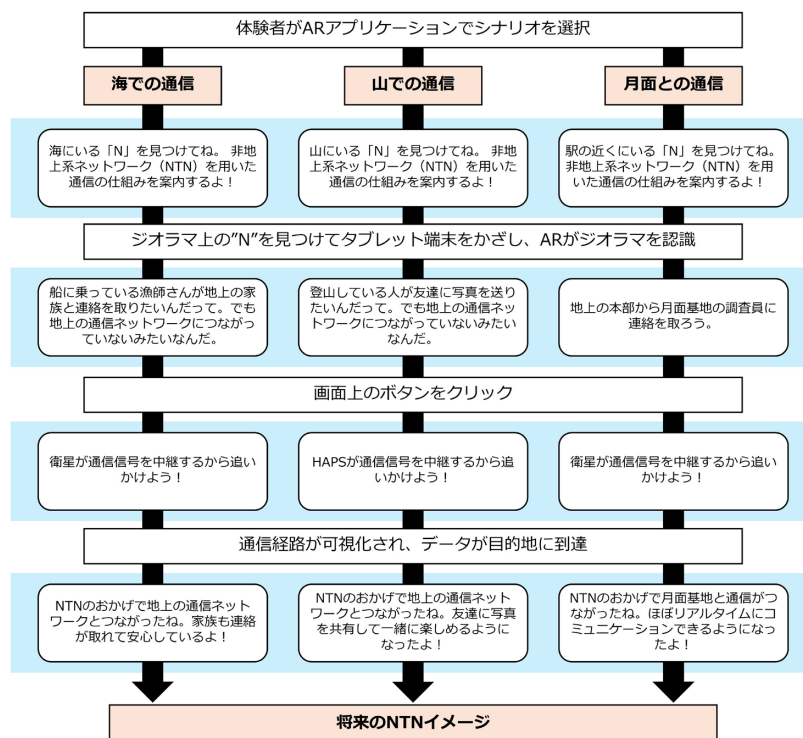 体験者がARアプリケーションでシナリオを選択
海での通信
山での通信
月面との通信
海にいる「N」を見つけてね。 非地
上系ネットワーク（NTN）を用いた
通信の仕組みを案内するよ！
山にいる「N」を見つけてね。 非地
上系ネットワーク（NTN）を用いた
通信の仕組みを案内するよ！
駅の近くにいる「N」を見つけてね。
非地上系ネットワーク（NTN）を用
いた通信の仕組みを案内するよ！
ジオラマ上の”N”を見つけてタブレット端末をかざし、ARがジオラマを認識
船に乗っている漁師さんが地上の家
族と連絡を取りたいんだって。でも
地上の通信ネットワークにつながっ
ていないみたいなんだ。
登山している人が友達に写真を送り
たいんだって。でも地上の通信ネッ
トワークにつながっていないみたい
なんだ。
地上の本部から月面基地の調査員に
連絡を取ろう。
画面上のボタンをクリック
衛星が通信信号を中継するから追い
かけよう！
HAPSが通信信号を中継するから追
いかけよう！
衛星が通信信号を中継するから追い
かけよう！
通信経路が可視化され、データが目的地に到達
NTNのおかげで地上の通信ネット
ワークとつながったね。家族も連絡
が取れて安心しているよ！
NTNのおかげで地上の通信ネット
ワークとつながったね。友達に写真
を共有して一緒に楽しめるように
なったよ！
NTNのおかげで月面基地と通信がつ
ながったね。ほぼリアルタイムにコ
ミュニケーションできるようになっ
たよ！
将来のNTNイメージ